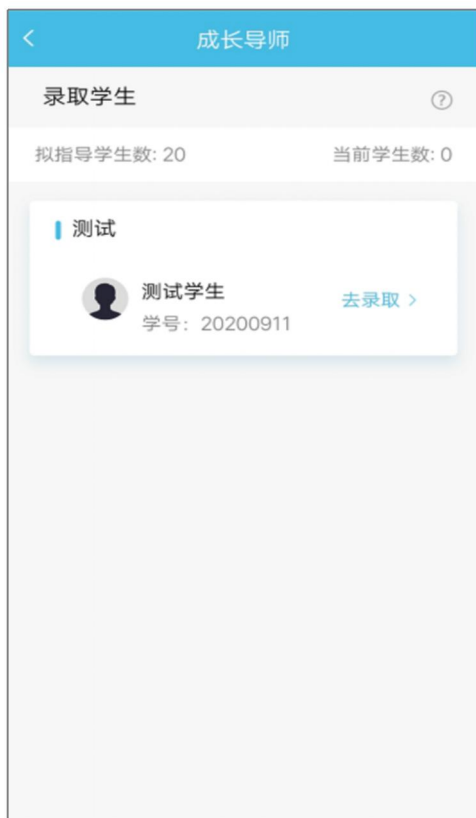 成长导师
录取学生
拟指导学生数: 20 当前学生数: 0
测试
测试学生
去录取
学号：20200911